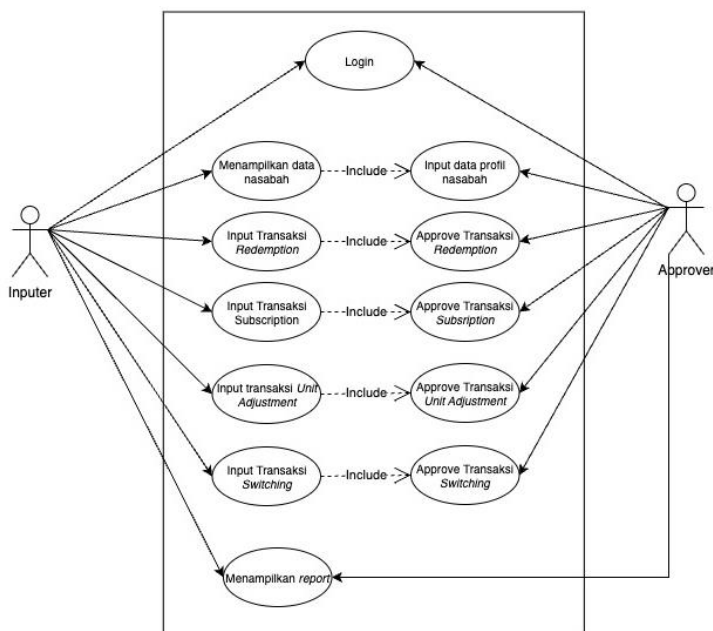 Login
Menampilkan data
nasabah
Include
Input data profil
nasabah
Input Transaksi
Redemption
Include
Approve Transaksi
Redemption
Inputer
Approver
Input Transaksi
Subscription
Include
Approve Transaksi
Subsription
Input transaksi Unit
Adjustment
Include
Approve Transaksi
Unit Adjustment
Input Transaksi
Switching
Include
Approve Transaksi
Switching
Menampilkan report